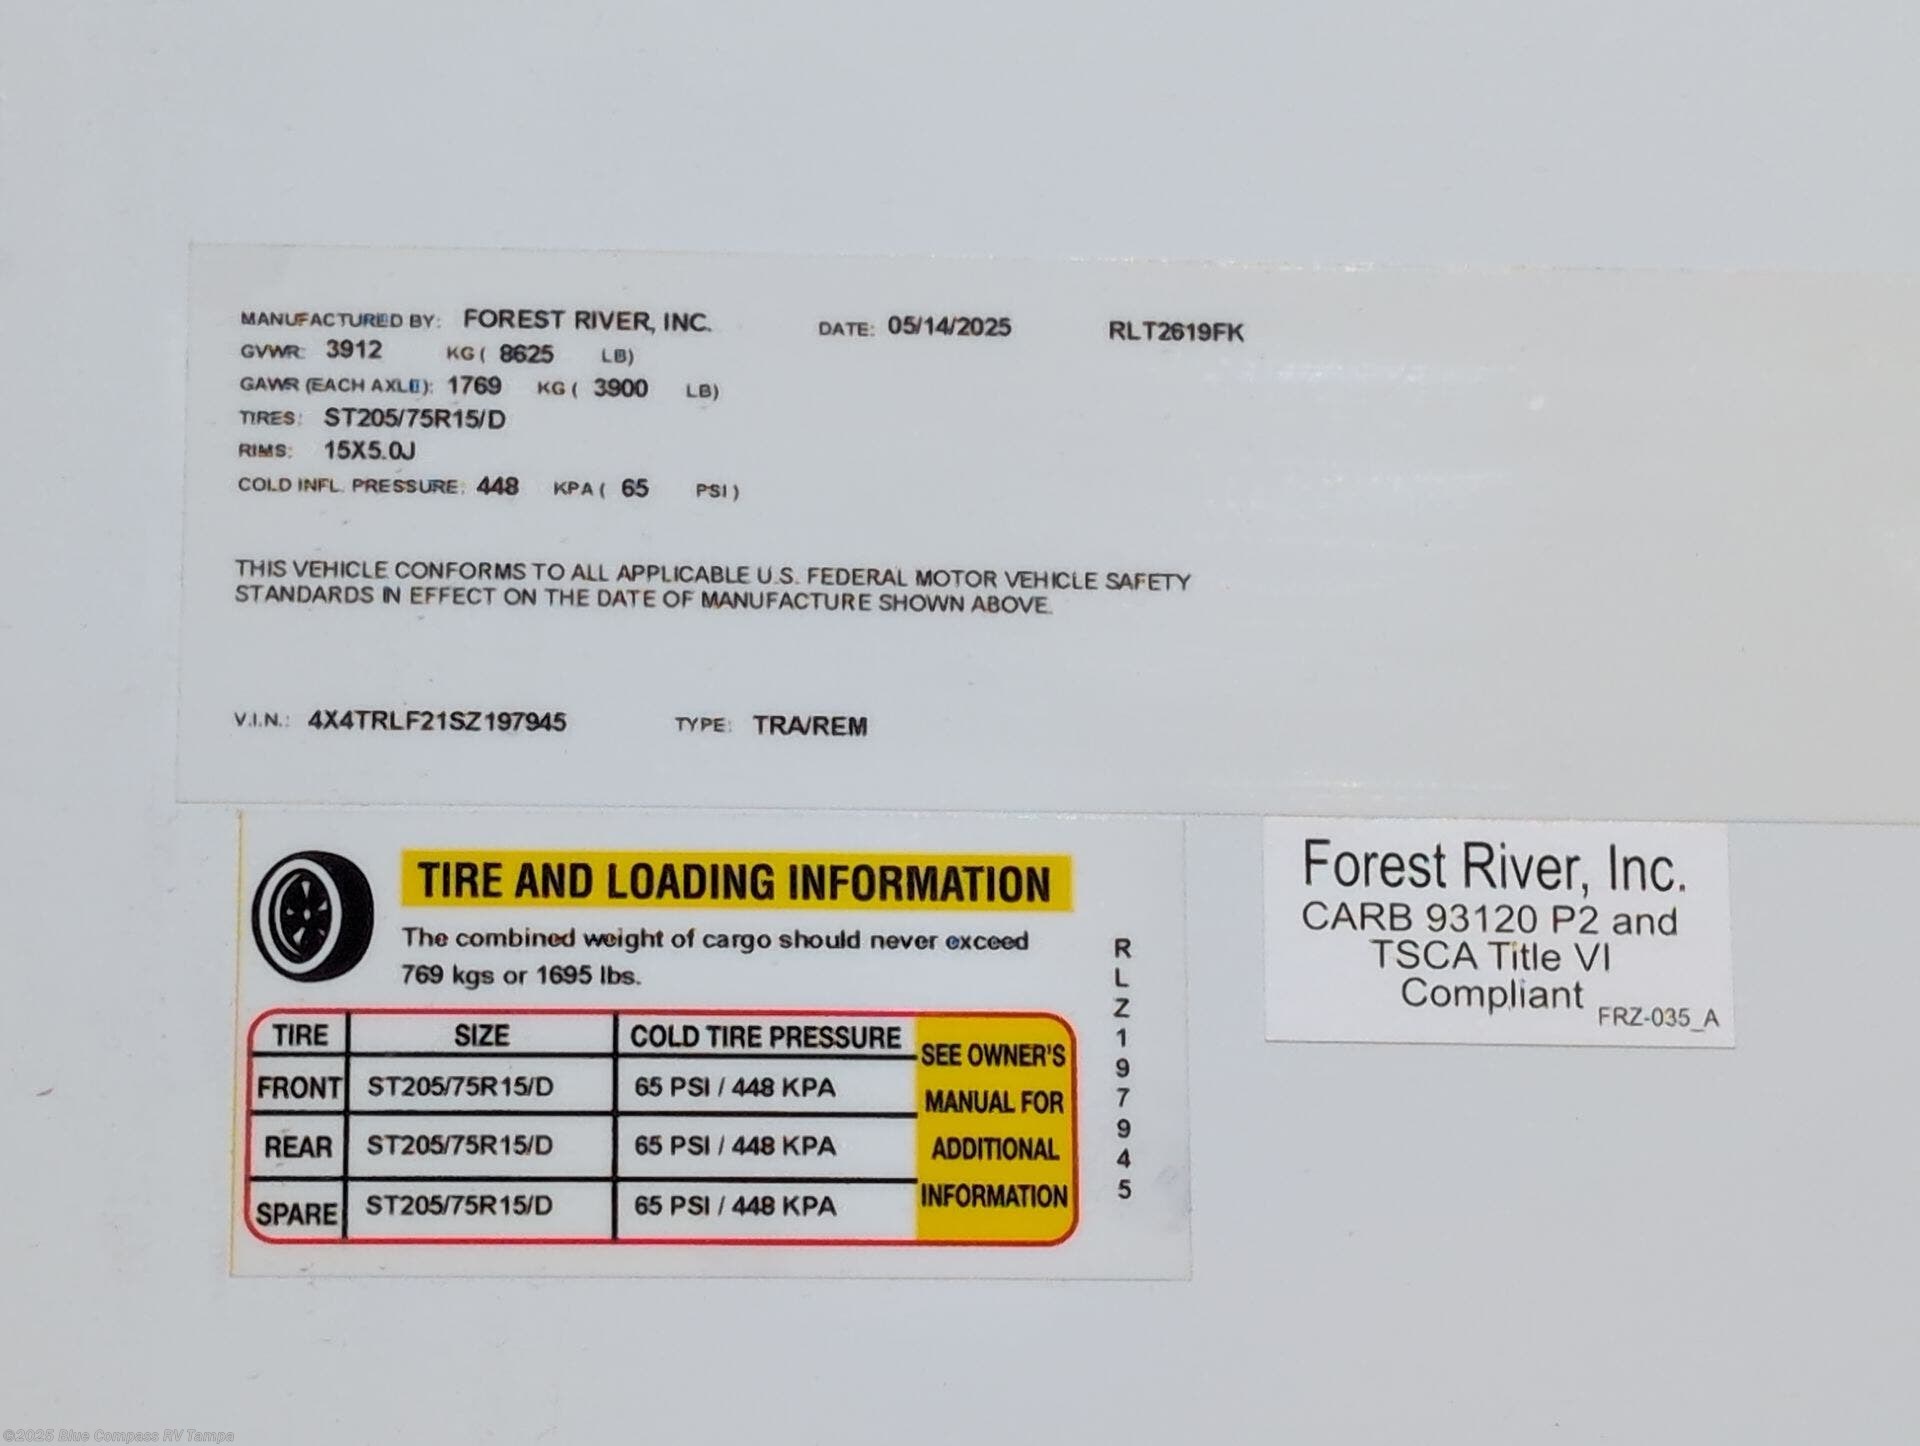 MANUFACTURED BY: FOREST RIVER, INC. DATE: 05/14/2025 RLT2619FK
GVWR: 3912 KG ( 8625 LB)
GAWR (EACH AXLE): 1769 KG ( 3900 LB)
TIRES: ST205/75R15/D
RIMS: 15X5.0J
COLD INFL. PRESSURE: 448 KPA ( 65 PSI )
THIS VEHICLE CONFORMS TO ALL APPLICABLE U.S. FEDERAL MOTOR VEHICLE SAFETY
STANDARDS IN EFFECT ON THE DATE OF MANUFACTURE SHOWN ABOVE.
V.I.N.: 4X4TRLF21SZ197945 TYPE: TRA/REM
TIRE AND LOADING INFORMATION
The combined weight of cargo should never exceed
769 kgs or 1695 lbs.
TIRE SIZE COLD TIRE PRESSURE
FRONT ST205/75R15/D 65 PSI / 448 KPA
REAR ST205/75R15/D 65 PSI / 448 KPA
SPARE ST205/75R15/D 65 PSI / 448 KPA
SEE OWNER'S
MANUAL FOR
ADDITIONAL
INFORMATION
RLZ197945
Forest River, Inc.
CARB 93120 P2 and
TSCA Title VI
Compliant
FRZ-035_A
©2025 Blue Compass RV Tampa